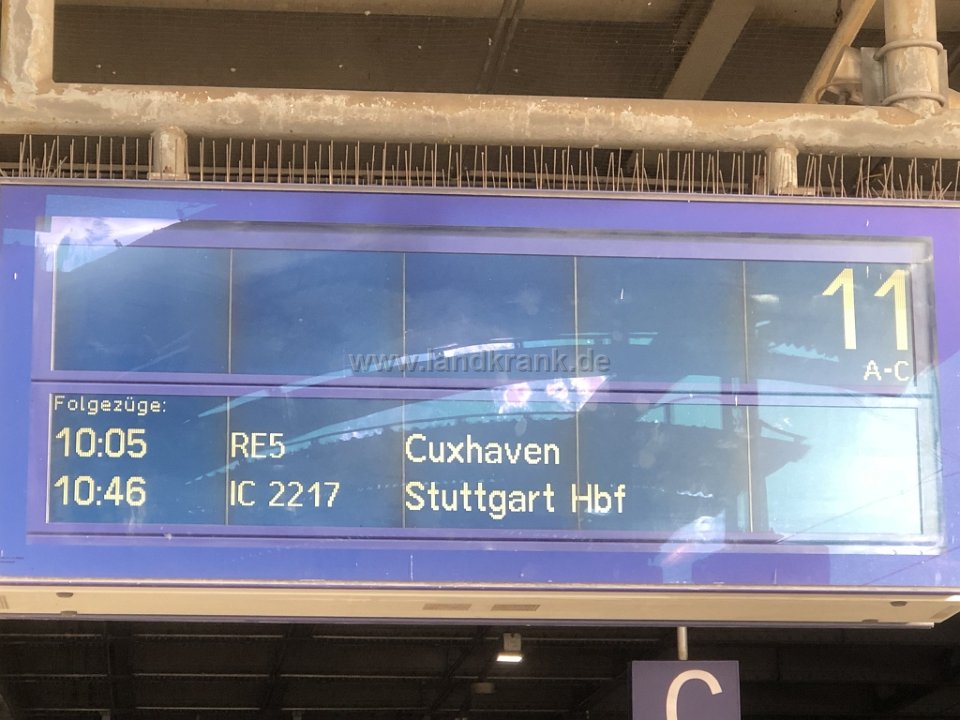 11
A-C
www.landkrank.de
Folgezüge:
10:05 RE5 Cuxhaven
10:46 IC 2217 Stuttgart Hbf
C